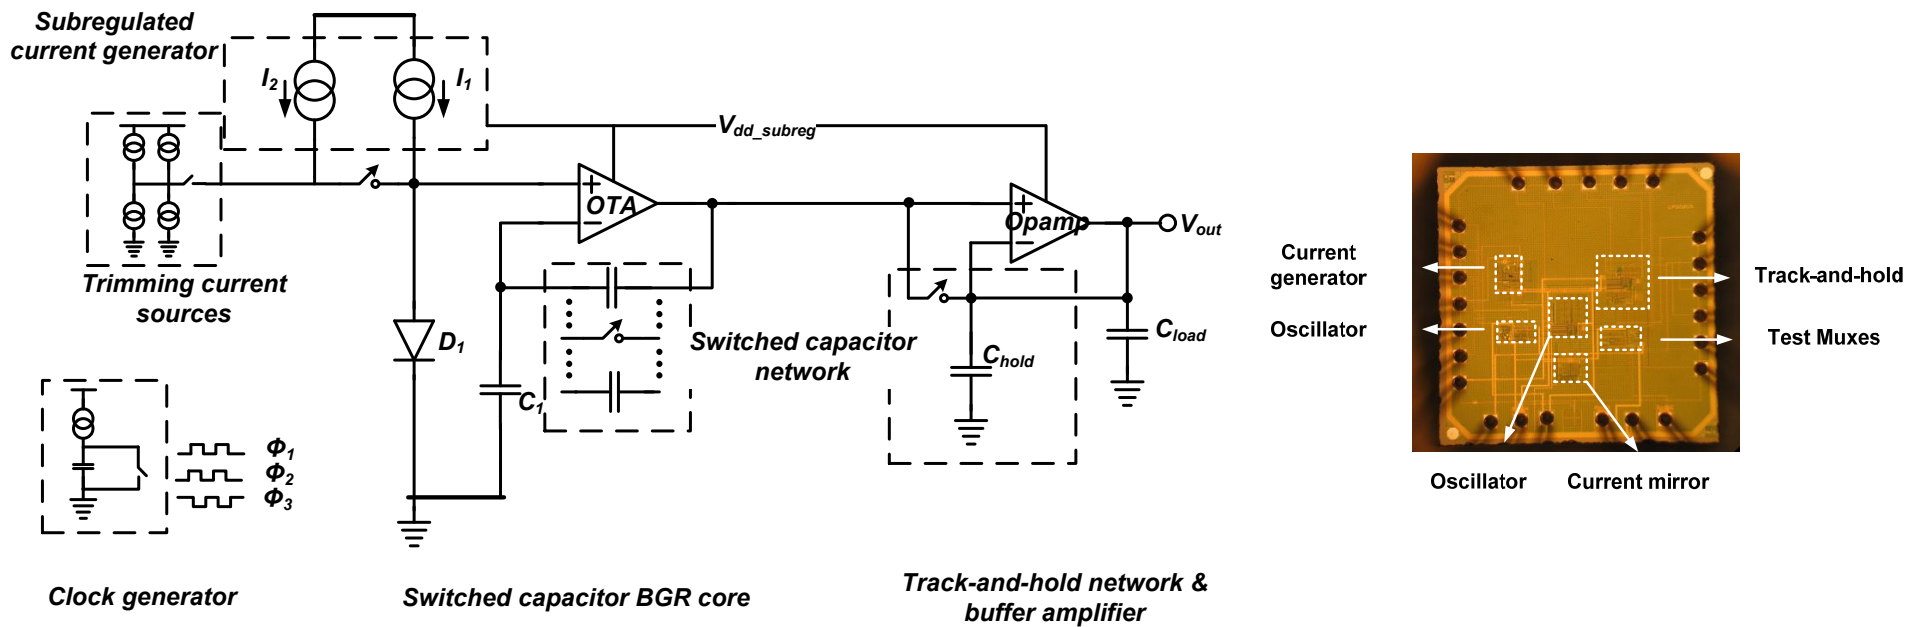 Subregulated
current generator
I2
I1
Vdd_subreg
Trimming current
sources
+
OTA
−
+
Opamp
−
Vout
D1
C1
Switched capacitor
network
Chold
Cload
Φ1
Φ2
Φ3
Clock generator
Switched capacitor BGR core
Track-and-hold network &
buffer amplifier
Current
generator
Oscillator
Track-and-hold
Test Muxes
Oscillator
Current mirror